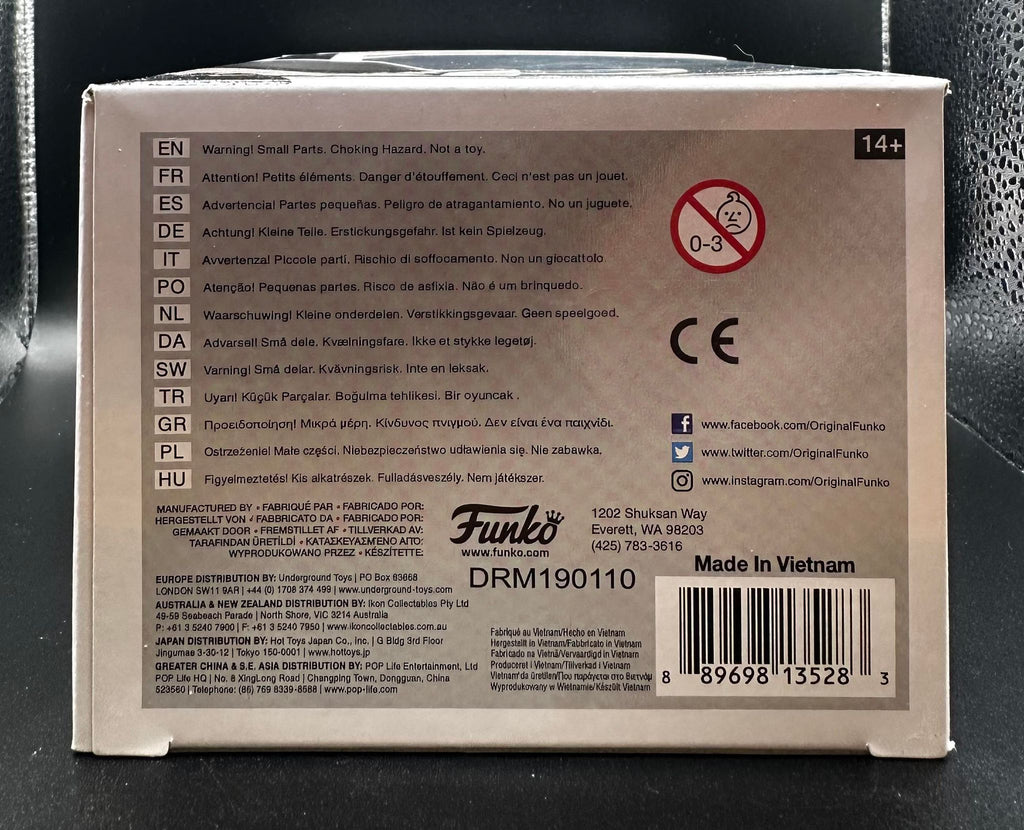 14+
EN Warning! Small Parts. Choking Hazard. Not a toy.
FR Attention! Petits éléments. Danger d'étouffement. Ceci n'est pas un jouet.
ES Advertencia! Partes pequeñas. Peligro de atragantamiento. No un juguete.
DE Achtung! Kleine Teile. Erstickungsgefahr. Ist kein Spielzeug.
IT Avvertenza! Piccole parti. Rischio di soffocamento. Non un giocattolo
PO Atenção! Pequenas partes. Risco de asfixia. Não é um brinquedo.
NL Waarschuwing! Kleine onderdelen. Verstikkingsgevaar. Geen speelgoed.
DA Advarsel! Små dele. Kvælningsfare. Ikke et stykke legetøj.
SW Varning! Små delar. Kvävningsrisk. Inte en leksak.
TR Uyarı! Küçük Parçalar. Boğulma tehlikesi. Bir oyuncak .
GR Προειδοποίηση! Μικρά μέρη. Κίνδυνος πνιγμού. Δεν είναι ένα παιχνίδι.
PL Ostrzeżenie! Małe części. Niebezpieczeństwo udławienia się. Nie zabawka.
HU Figyelmeztetés! Kis alkatrészek. Fulladásveszély. Nem játékszer.
0-3
CE
www.facebook.com/OriginalFunko
www.twitter.com/OriginalFunko
www.instagram.com/OriginalFunko
MANUFACTURED BY • FABRIQUÉ PAR • FABRICADO POR:
HERGESTELLT VON • FABBRICATO DA • FABRICADO POR:
GEMAAKT DOOR • FREMSTILLET AF • TILLVERKAD AV:
TARAFINDAN ÜRETİLDİ • ΚΑΤΑΣΚΕΥΑΣΜΕΝΟ ΑΠΌ:
WYPRODUKOWANO PRZEZ • KÉSZÍTETTE:
Funko
www.funko.com
1202 Shuksan Way
Everett, WA 98203
(425) 783-3616
DRM190110
Made In Vietnam
EUROPE DISTRIBUTION BY: Underground Toys | PO Box 63668
LONDON SW11 9AR | +44 (0) 1708 374 499 | www.underground-toys.com
AUSTRALIA & NEW ZEALAND DISTRIBUTION BY: Ikon Collectables Pty Ltd
49-59 Seabeach Parade | North Shore, VIC 3214 Australia
P: +61 3 5240 7900 | F: +61 3 5240 7950 | www.ikoncollectables.com.au
JAPAN DISTRIBUTION BY: Hot Toys Japan Co., Inc. | G Bldg 3rd Floor
Jingumae 3-30-12 | Tokyo 150-0001 | www.hottoys.jp
GREATER CHINA & S.E. ASIA DISTRIBUTION BY: POP Life Entertainment, Ltd
POP Life HQ | No. 8 XingLong Road | Changping Town, Dongguan, China
523560 | Telephone: (86) 769 8339-8588 | www.pop-life.com
Fabriqué au Vietnam/Hecho en Vietnam
Hergestellt in Vietnam/Fabbricato in Vietnam
Fabricado na Vietnã/Vervaardigd in Vietnam
Produceret i Vietnam/Tillverkad i Vietnam
Vietnam'da üretilen/Που παράγεται στο Βιετνάμ
Wyprodukowany w Wietnamie/Készült Vietnam
8 89698 13528 3